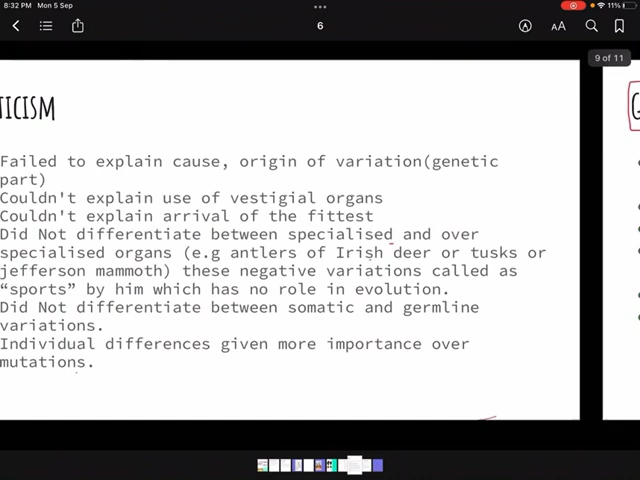 8:32 PM Mon 5 Sep
11%
6
AA
9 of 11
TICISM
Failed to explain cause, origin of variation(genetic
part)
Couldn't explain use of vestigial organs
Couldn't explain arrival of the fittest
Did Not differentiate between specialised and over
specialised organs (e.g antlers of Irish deer or tusks or
jefferson mammoth) these negative variations called as
“sports” by him which has no role in evolution.
Did Not differentiate between somatic and germline
variations.
Individual differences given more importance over
mutations.